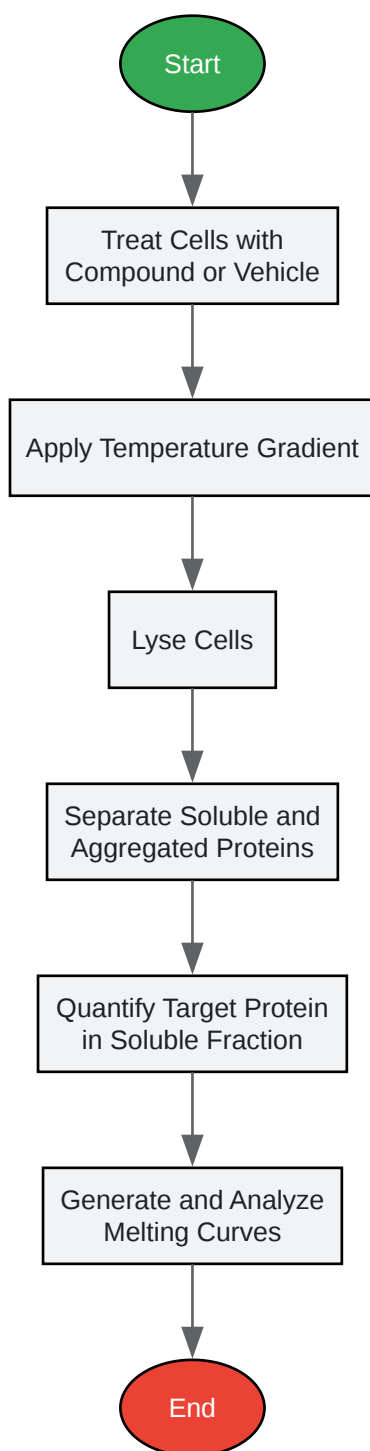 Start
Treat Cells with
Compound or Vehicle
Apply Temperature Gradient
Lyse Cells
Separate Soluble and
Aggregated Proteins
Quantify Target Protein
in Soluble Fraction
Generate and Analyze
Melting Curves
End